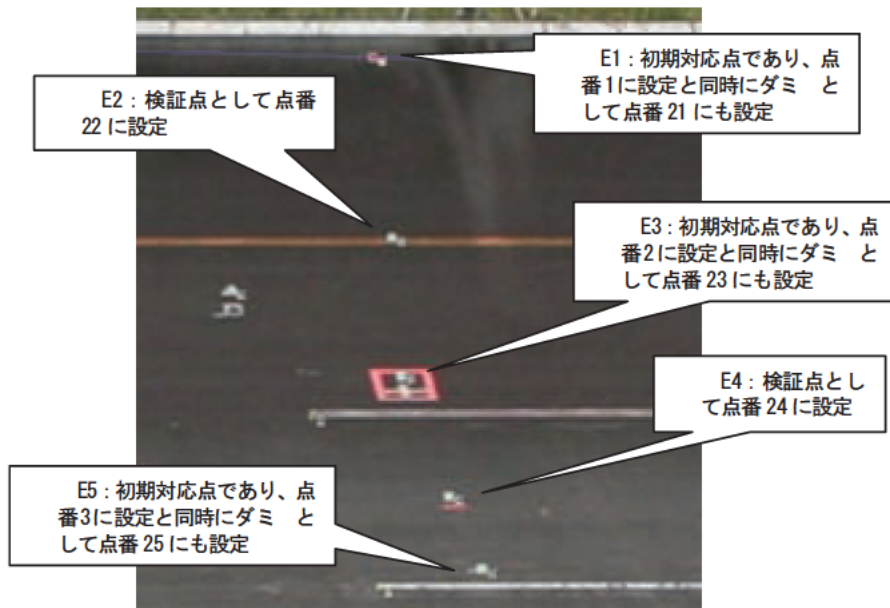 E1：初期対応点であり、点
番1に設定と同時にダミ　と
して点番21にも設定
E2：検証点として点番
22に設定
E3：初期対応点であり、点
番2に設定と同時にダミ　と
して点番23にも設定
E4：検証点とし
て点番24に設定
E5：初期対応点であり、点
番3に設定と同時にダミ　と
して点番25にも設定